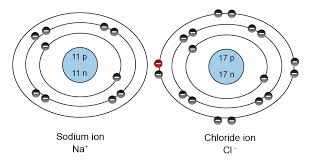 11 p
11 n
17 p
17 n
Sodium ion
Na⁺
Chloride ion
Cl⁻